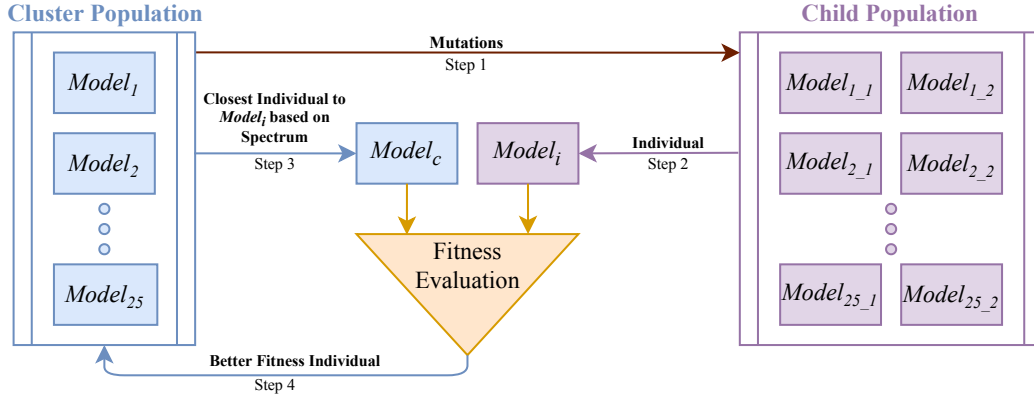 Cluster Population
Child Population
Mutations
Step 1
Model1
Model2
Model25
Closest Individual to
Modeli based on
Spectrum
Step 3
Modelc
Modeli
Individual
Step 2
Model1_1
Model1_2
Model2_1
Model2_2
Model25_1
Model25_2
Fitness
Evaluation
Better Fitness Individual
Step 4